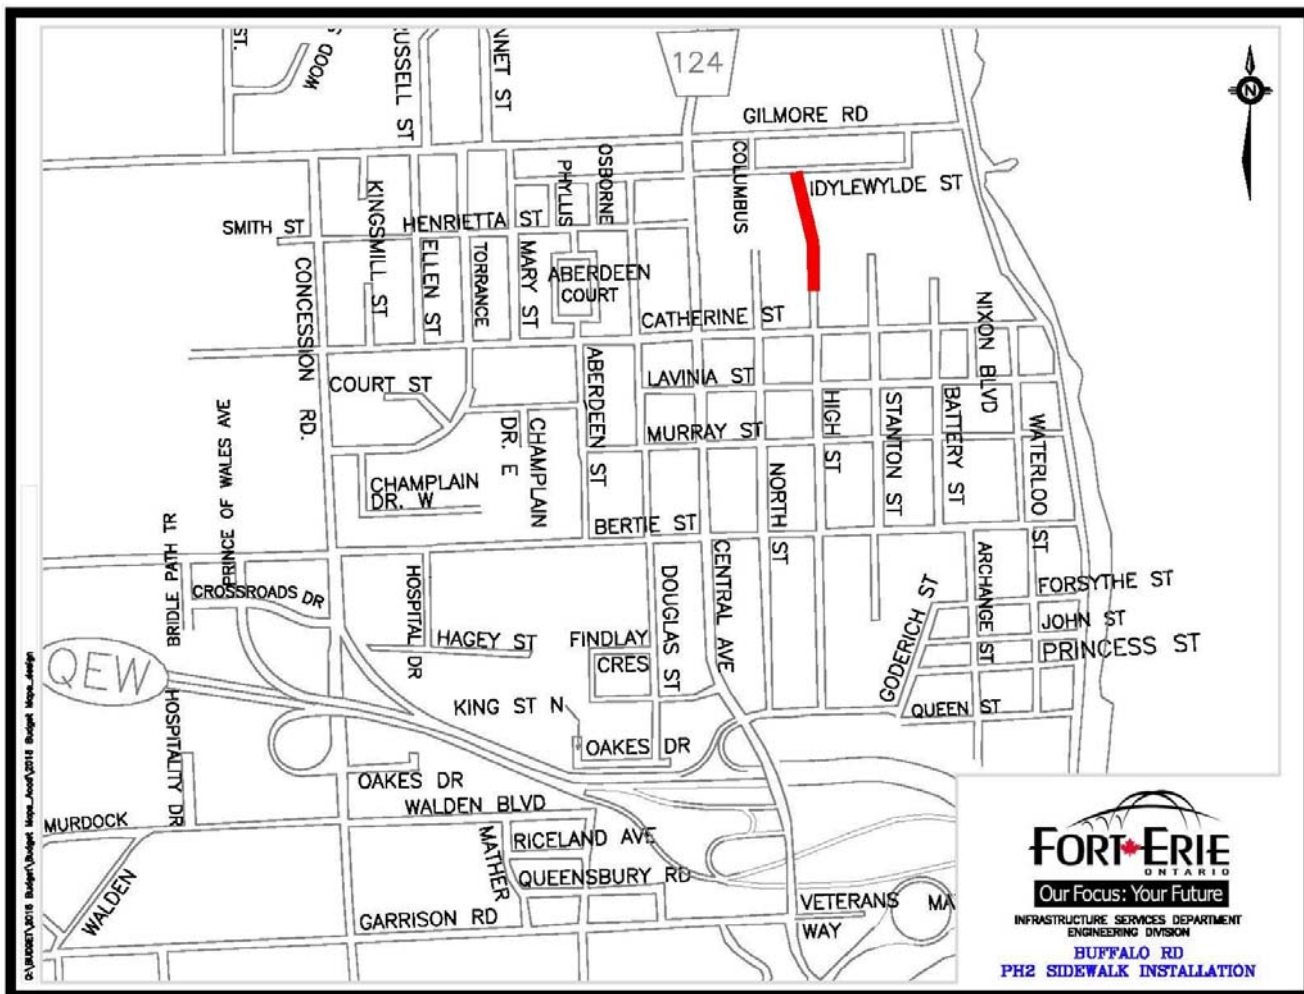 ST.
WOOD
RUSSELL ST
NNET ST
124
N
GILMORE RD
COLUMBUS
OSBORNE
PHYLLIS
IDYLEWYLDE ST
KINGSMILL ST
SMITH ST
HENRIETTA ST
CONCESSION RD.
ELLEN ST
TORRANCE
MARY ST
ABERDEEN
COURT
CATHERINE ST
NIXON BLVD
COURT ST
ABERDEEN ST
LAVINIA ST
PRINCE OF WALES AVE
CHAMPLAIN
DR. E
MURRAY ST
HIGH ST
STANTON ST
BATTERY ST
WATERLOO ST
CHAMPLAIN
DR. W
NORTH ST
BERTIE ST
BRIDLE PATH TR
CROSSROADS DR
HOSPITAL DR
DOUGLAS ST
CENTRAL AVE
ARCHANGE ST
FORSYTHE ST
GODERICH ST
JOHN ST
HAGEY ST
FINDLAY
CRES
PRINCESS ST
QEW
HOSPITALITY DR
KING ST N
QUEEN ST
OAKES DR
OAKES DR
WALDEN BLVD
MURDOCK
MATHER
RICELAND AVE
QUEENSBURY RD
WALDEN
GARRISON RD
VETERANS
WAY
MA
FORT ERIE
ONTARIO
Our Focus: Your Future
INFRASTRUCTURE SERVICES DEPARTMENT
ENGINEERING DIVISION
BUFFALO RD
PH2 SIDEWALK INSTALLATION